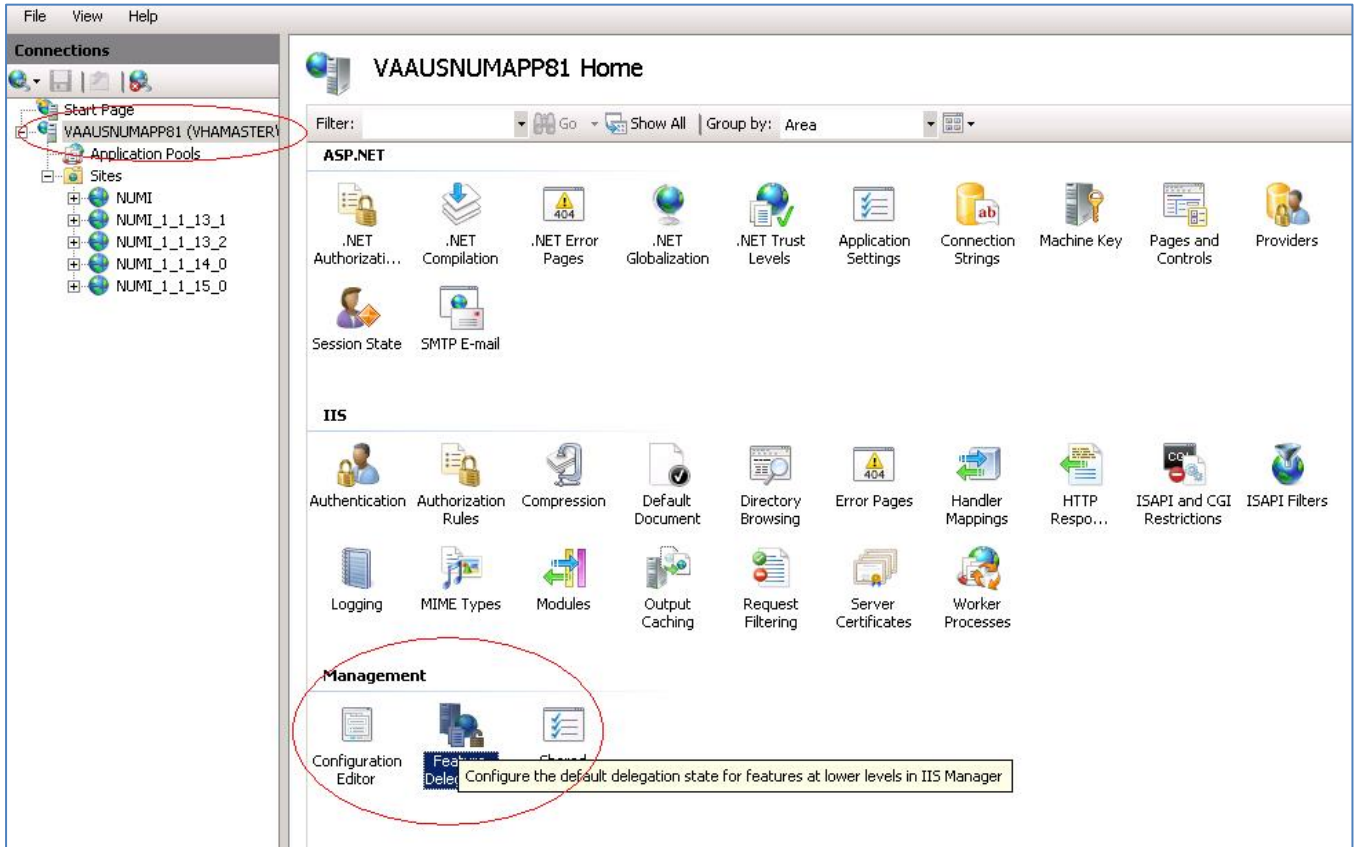 File View Help
Connections
Start Page
VAAUSNUMAPP81 (VHAMASTER\
Application Pools
Sites
NUMI
NUMI_1_1_13_1
NUMI_1_1_13_2
NUMI_1_1_14_0
NUMI_1_1_15_0
VAAUSNUMAPP81 Home
Filter: Go Show All Group by: Area
ASP.NET
.NET Authorizati...
.NET Compilation
.NET Error Pages
.NET Globalization
.NET Trust Levels
Application Settings
Connection Strings
Machine Key
Pages and Controls
Providers
Session State
SMTP E-mail
IIS
Authentication
Authorization Rules
Compression
Default Document
Directory Browsing
Error Pages
Handler Mappings
HTTP Respo...
ISAPI and CGI Restrictions
ISAPI Filters
Logging
MIME Types
Modules
Output Caching
Request Filtering
Server Certificates
Worker Processes
Management
Configuration Editor
Feature
Shared
Configure the default delegation state for features at lower levels in IIS Manager